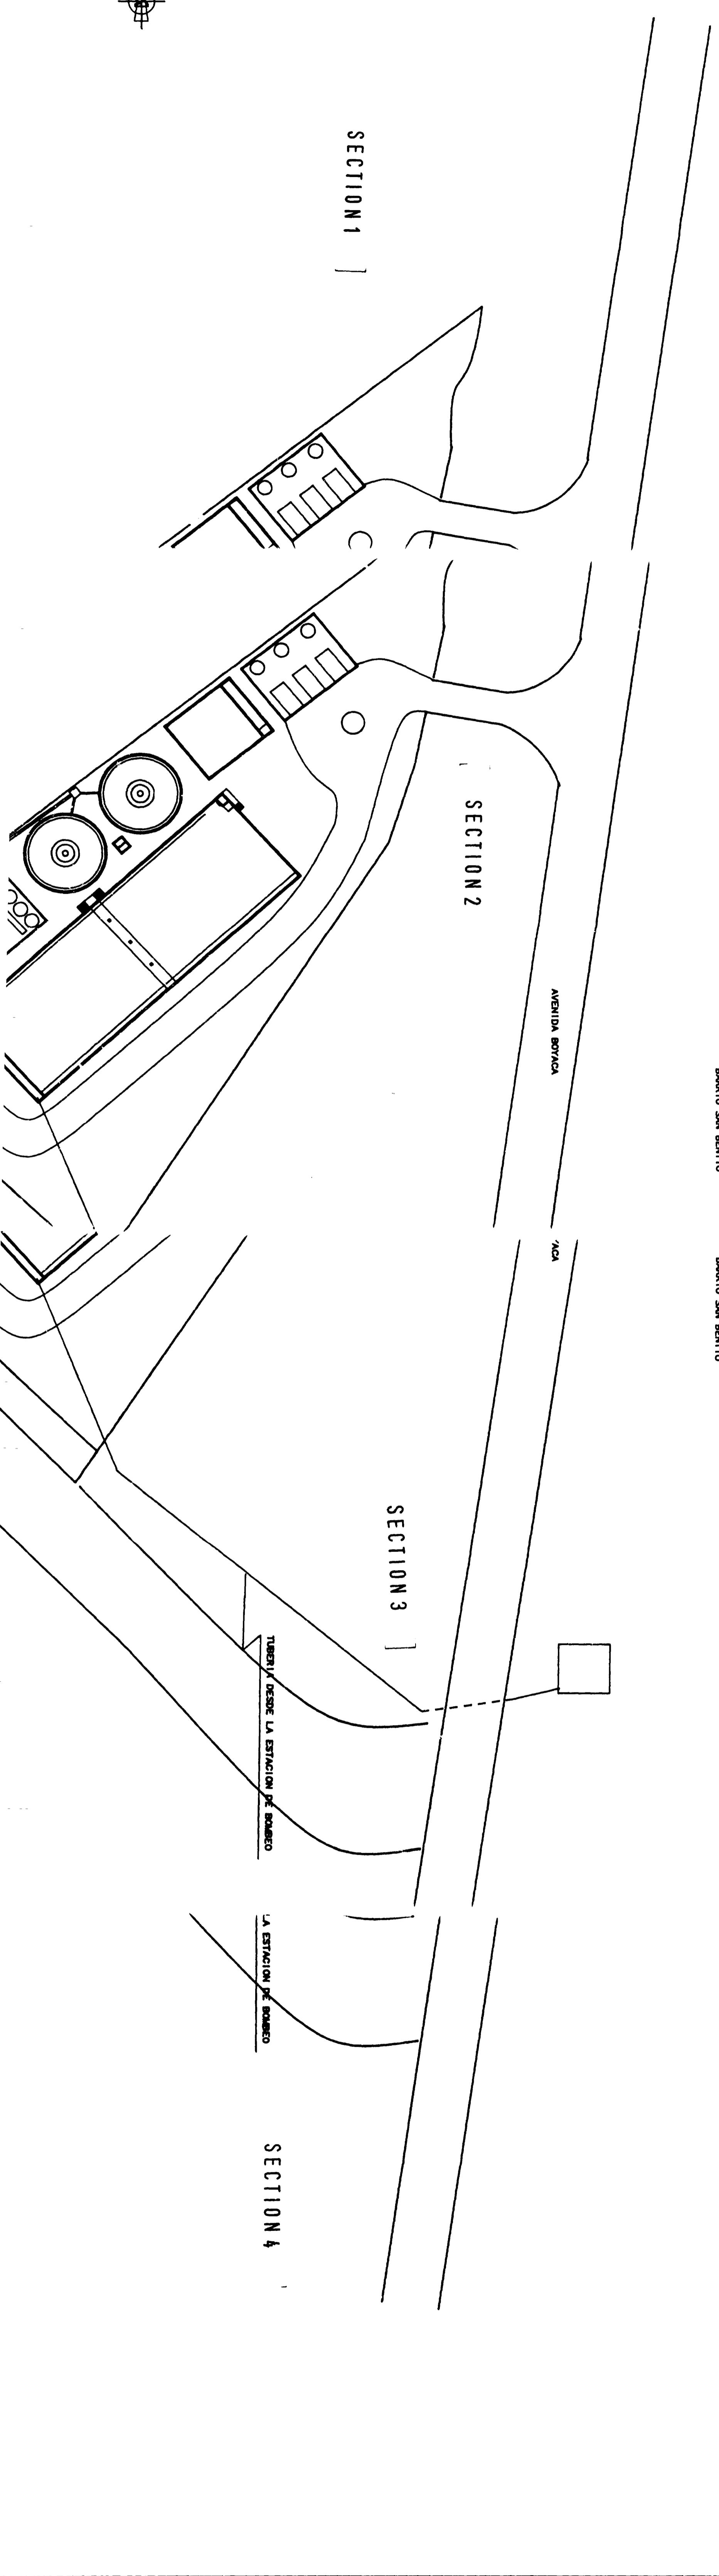 SECTION 1
SECTION 2
AVENIDA BOYACA
YACA
SECTION 3
TUBERIA DESDE LA ESTACION DE BOMBEO
LA ESTACION DE BOMBEO
SECTION 4